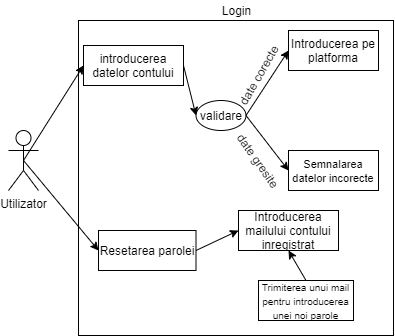 Login
introducerea
datelor contului
Introducerea pe
platforma
date corecte
validare
date gresite
Semnalarea
datelor incorecte
Utilizator
Resetarea parolei
Introducerea
mailului contului
inregistrat
Trimiterea unui mail
pentru introducerea
unei noi parole